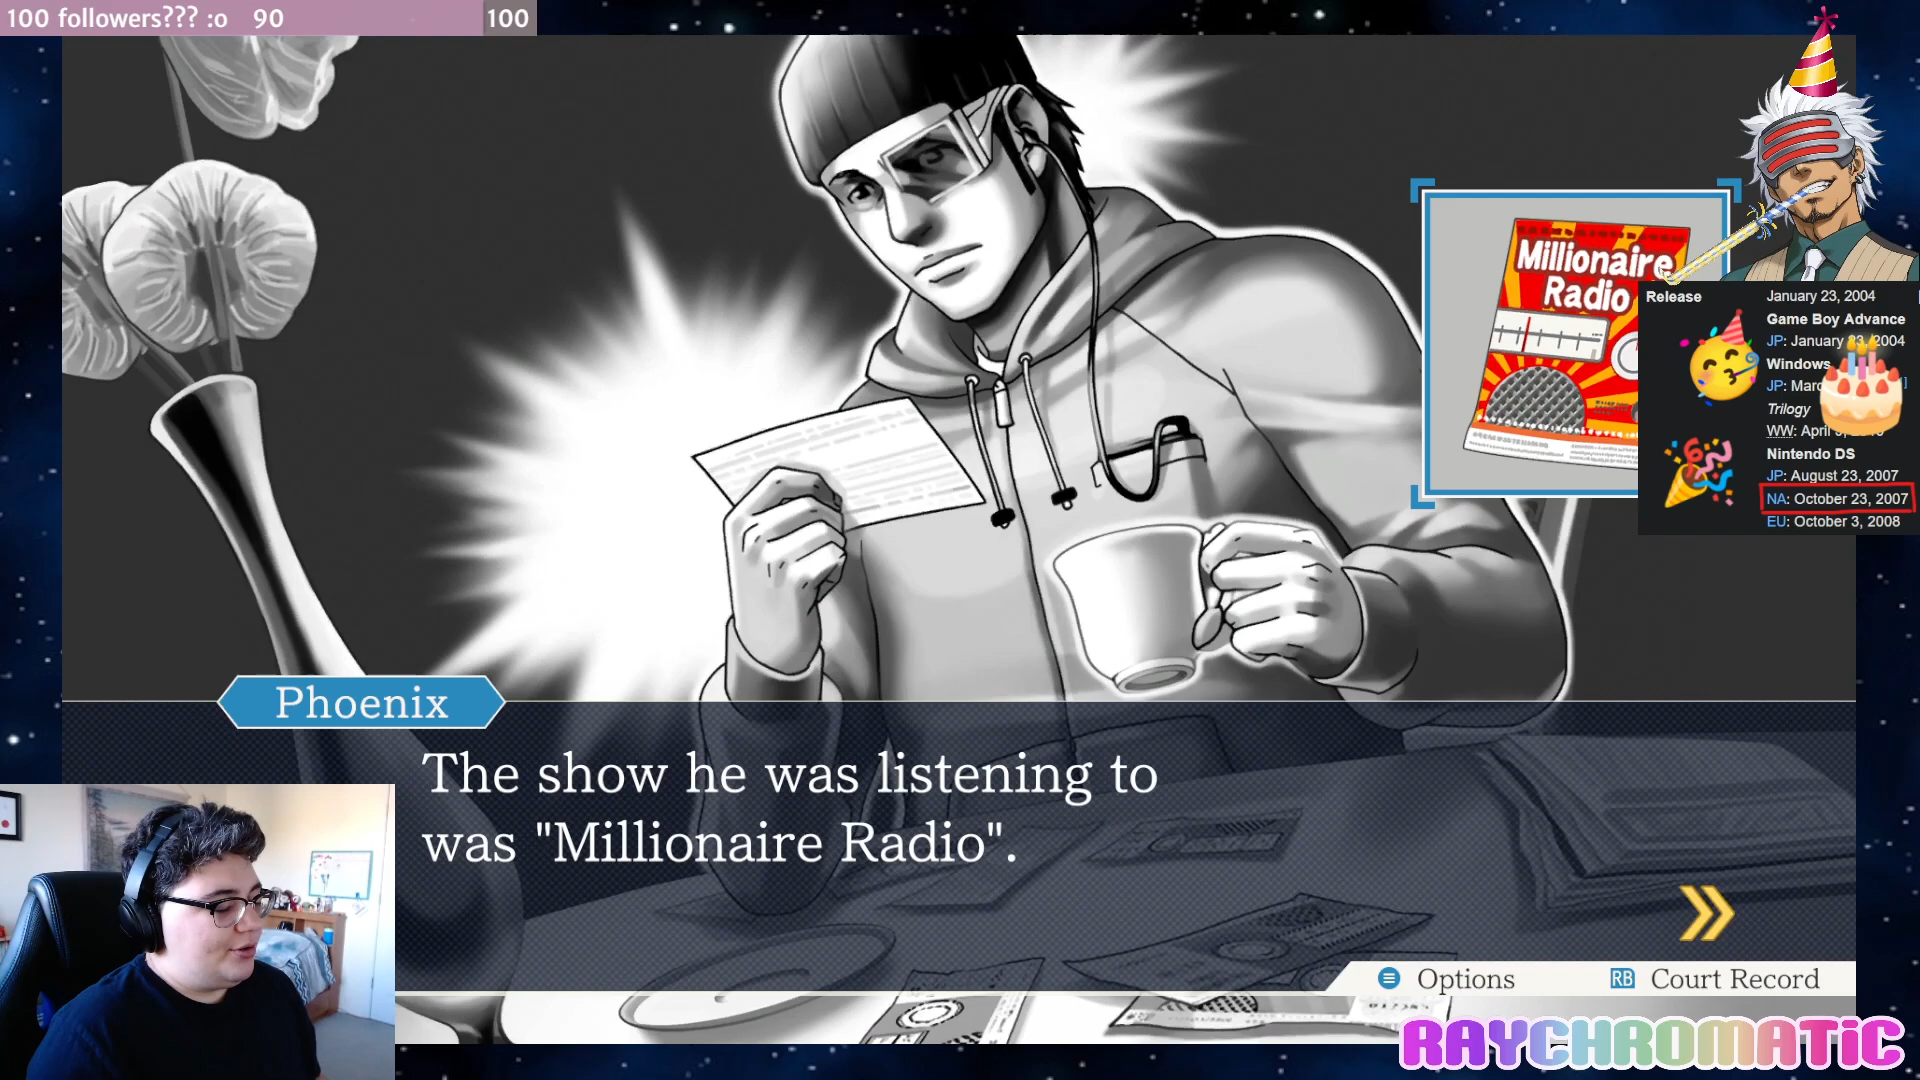 100 followers??? :o 90 100
Millionaire
Radio
Release
January 23, 2004
Game Boy Advance
JP: January 23, 2004
Windows
JP:
Trilogy
WW:
Nintendo DS
JP: August 23, 2007
NA: October 23, 2007
EU: October 3, 2008
Phoenix
The show he was listening to
was "Millionaire Radio".
Options RB Court Record
RAYCHROMATiC